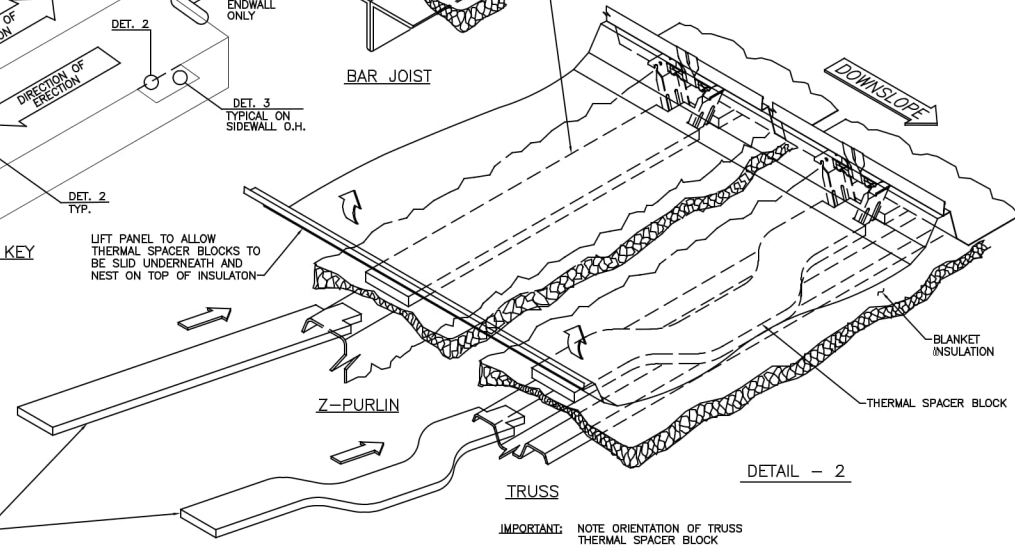 OF
ON
ENDWALL
ONLY
DET. 2
DIRECTION OF
ERECTION
DET. 3
TYPICAL ON
SIDEWALL O.H.
BAR JOIST
DOWNSLOPE
DET. 2
TYP.
KEY
LIFT PANEL TO ALLOW
THERMAL SPACER BLOCKS TO
BE SLID UNDERNEATH AND
NEST ON TOP OF INSULATON
Z-PURLIN
BLANKET
INSULATION
THERMAL SPACER BLOCK
DETAIL - 2
TRUSS
IMPORTANT: NOTE ORIENTATION OF TRUSS
THERMAL SPACER BLOCK